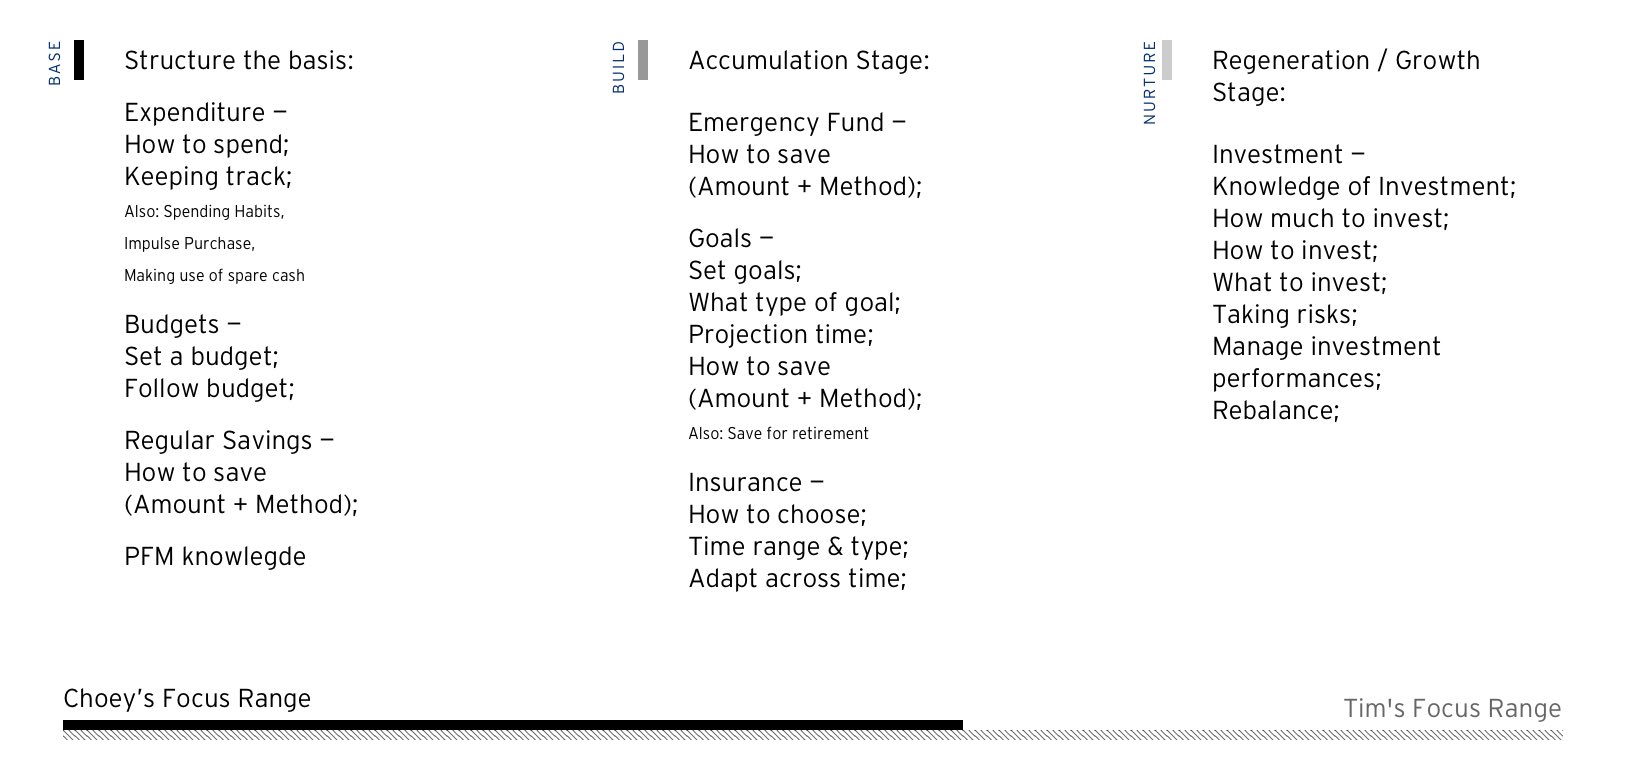 BASE
Structure the basis:
Expenditure –
How to spend;
Keeping track;
Also: Spending Habits,
Impulse Purchase,
Making use of spare cash
Budgets –
Set a budget;
Follow budget;
Regular Savings –
How to save
(Amount + Method);
PFM knowlegde
BUILD
Accumulation Stage:
Emergency Fund –
How to save
(Amount + Method);
Goals –
Set goals;
What type of goal;
Projection time;
How to save
(Amount + Method);
Also: Save for retirement
Insurance –
How to choose;
Time range & type;
Adapt across time;
NURTURE
Regeneration / Growth
Stage:
Investment –
Knowledge of Investment;
How much to invest;
How to invest;
What to invest;
Taking risks;
Manage investment
performances;
Rebalance;
Choey’s Focus Range
Tim's Focus Range